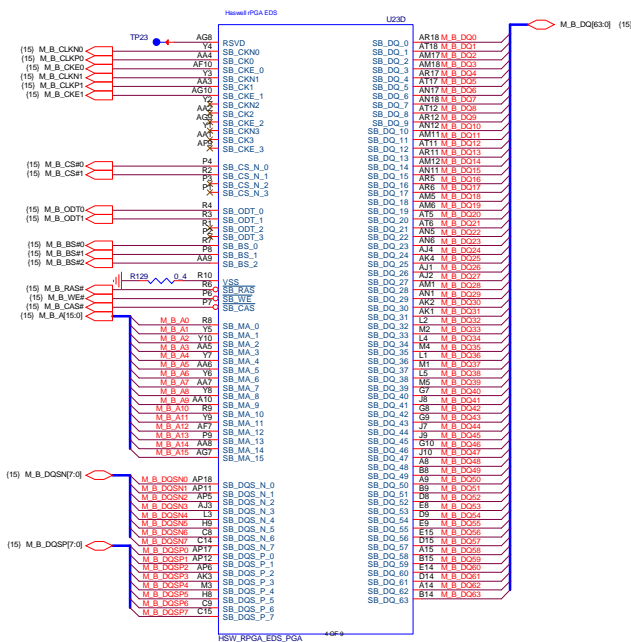 Haswell rPGA EDS
U23D
TP23 AG8 RSVD
(15) M_B_CLKN0 Y4 SB_CKN0
(15) M_B_CLKP0 AA4 SB_CK0
(15) M_B_CKE0 AF10 SB_CKE_0
(15) M_B_CLKN1 Y3 SB_CKN1
(15) M_B_CLKP1 AA3 SB_CK1
(15) M_B_CKE1 AG10 SB_CKE_1
Y2 SB_CKN2
AA2 SB_CK2
AG9 SB_CKE_2
SB_CKN3
SB_CK3
SB_CKE_3
(15) M_B_CS#0 P4 SB_CS_N_0
(15) M_B_CS#1 R2 SB_CS_N_1
P3 SB_CS_N_2
SB_CS_N_3
(15) M_B_ODT0 R4 SB_ODT_0
(15) M_B_ODT1 R3 SB_ODT_1
R1 SB_ODT_2
SB_ODT_3
(15) M_B_BS#0 R7 SB_BS_0
(15) M_B_BS#1 P8 SB_BS_1
(15) M_B_BS#2 AA9 SB_BS_2
R129 0_4 R10 VSS
(15) M_B_RAS# R6 SB_RAS
(15) M_B_WE# P6 SB_WE
(15) M_B_CAS# P7 SB_CAS
(15) M_B_A[15:0]
M_B_A0 R8 SB_MA_0
M_B_A1 Y5 SB_MA_1
M_B_A2 Y10 SB_MA_2
M_B_A3 AA5 SB_MA_3
M_B_A4 Y7 SB_MA_4
M_B_A5 AA6 SB_MA_5
M_B_A6 Y6 SB_MA_6
M_B_A7 AA7 SB_MA_7
M_B_A8 Y8 SB_MA_8
M_B_A9 AA10 SB_MA_9
M_B_A10 R9 SB_MA_10
M_B_A11 Y9 SB_MA_11
M_B_A12 AF7 SB_MA_12
M_B_A13 P9 SB_MA_13
M_B_A14 AA8 SB_MA_14
M_B_A15 AG7 SB_MA_15
(15) M_B_DQSN[7:0]
M_B_DQSN0 AP18 SB_DQS_N_0
M_B_DQSN1 AP11 SB_DQS_N_1
M_B_DQSN2 AP5 SB_DQS_N_2
M_B_DQSN3 AJ3 SB_DQS_N_3
M_B_DQSN4 L3 SB_DQS_N_4
M_B_DQSN5 H9 SB_DQS_N_5
M_B_DQSN6 C8 SB_DQS_N_6
M_B_DQSN7 C14 SB_DQS_N_7
(15) M_B_DQSP[7:0]
M_B_DQSP0 AP17 SB_DQS_P_0
M_B_DQSP1 AP12 SB_DQS_P_1
M_B_DQSP2 AP6 SB_DQS_P_2
M_B_DQSP3 AK3 SB_DQS_P_3
M_B_DQSP4 M3 SB_DQS_P_4
M_B_DQSP5 H8 SB_DQS_P_5
M_B_DQSP6 C9 SB_DQS_P_6
M_B_DQSP7 C15 SB_DQS_P_7
M_B_DQ[63:0] (15)
SB_DQ_0 AR18 M_B_DQ0
SB_DQ_1 AT18 M_B_DQ1
SB_DQ_2 AM17 M_B_DQ2
SB_DQ_3 AM18 M_B_DQ3
SB_DQ_4 AR17 M_B_DQ4
SB_DQ_5 AT17 M_B_DQ5
SB_DQ_6 AN17 M_B_DQ6
SB_DQ_7 AN18 M_B_DQ7
SB_DQ_8 AT12 M_B_DQ8
SB_DQ_9 AR12 M_B_DQ9
SB_DQ_10 AN12 M_B_DQ10
SB_DQ_11 AM11 M_B_DQ11
SB_DQ_12 AT11 M_B_DQ12
SB_DQ_13 AR11 M_B_DQ13
SB_DQ_14 AM12 M_B_DQ14
SB_DQ_15 AN11 M_B_DQ15
SB_DQ_16 AR5 M_B_DQ16
SB_DQ_17 AR6 M_B_DQ17
SB_DQ_18 AM5 M_B_DQ18
SB_DQ_19 AM6 M_B_DQ19
SB_DQ_20 AT5 M_B_DQ20
SB_DQ_21 AT6 M_B_DQ21
SB_DQ_22 AN5 M_B_DQ22
SB_DQ_23 AN6 M_B_DQ23
SB_DQ_24 AJ4 M_B_DQ24
SB_DQ_25 AK4 M_B_DQ25
SB_DQ_26 AJ1 M_B_DQ26
SB_DQ_27 AJ2 M_B_DQ27
SB_DQ_28 AM1 M_B_DQ28
SB_DQ_29 AN1 M_B_DQ29
SB_DQ_30 AK2 M_B_DQ30
SB_DQ_31 AK1 M_B_DQ31
SB_DQ_32 L2 M_B_DQ32
SB_DQ_33 M2 M_B_DQ33
SB_DQ_34 L4 M_B_DQ34
SB_DQ_35 M4 M_B_DQ35
SB_DQ_36 L1 M_B_DQ36
SB_DQ_37 M1 M_B_DQ37
SB_DQ_38 L5 M_B_DQ38
SB_DQ_39 M5 M_B_DQ39
SB_DQ_40 G7 M_B_DQ40
SB_DQ_41 J8 M_B_DQ41
SB_DQ_42 G8 M_B_DQ42
SB_DQ_43 G9 M_B_DQ43
SB_DQ_44 J7 M_B_DQ44
SB_DQ_45 J9 M_B_DQ45
SB_DQ_46 G10 M_B_DQ46
SB_DQ_47 J10 M_B_DQ47
SB_DQ_48 A8 M_B_DQ48
SB_DQ_49 B8 M_B_DQ49
SB_DQ_50 A9 M_B_DQ50
SB_DQ_51 B9 M_B_DQ51
SB_DQ_52 D8 M_B_DQ52
SB_DQ_53 E8 M_B_DQ53
SB_DQ_54 D9 M_B_DQ54
SB_DQ_55 E9 M_B_DQ55
SB_DQ_56 E15 M_B_DQ56
SB_DQ_57 D15 M_B_DQ57
SB_DQ_58 A15 M_B_DQ58
SB_DQ_59 B15 M_B_DQ59
SB_DQ_60 E14 M_B_DQ60
SB_DQ_61 D14 M_B_DQ61
SB_DQ_62 A14 M_B_DQ62
SB_DQ_63 B14 M_B_DQ63
HSW_RPGA_EDS_PGA
4 OF 9